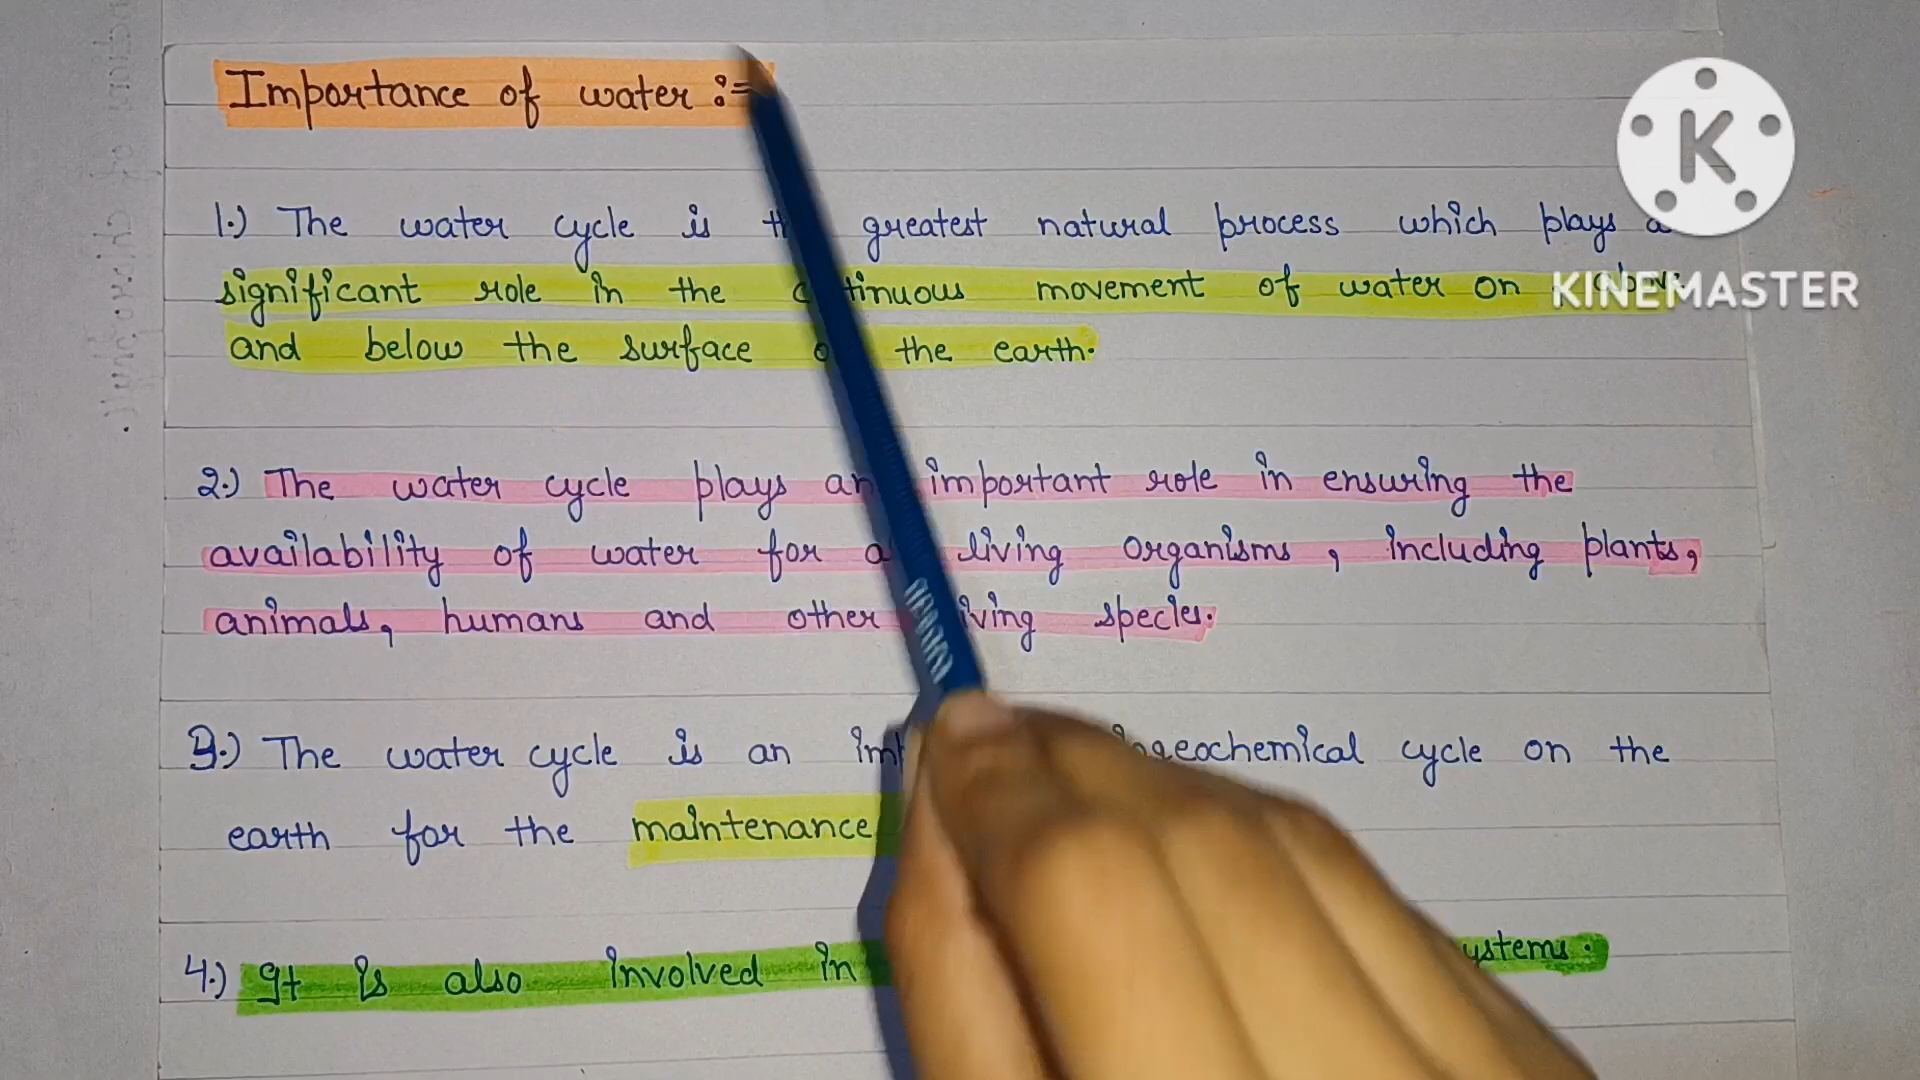 Importance of water :=
K
1.) The water cycle is greatest natural process which plays a
KINEMASTER
significant role in the movement of water on
and below the surface the earth.
2.) The water cycle plays an important role in ensuring the
availability of water for living organisms, including plants,
animals, humans and other species.
3.) The water cycle is an cycle on the
earth for the maintenance
4.) It is also involved in